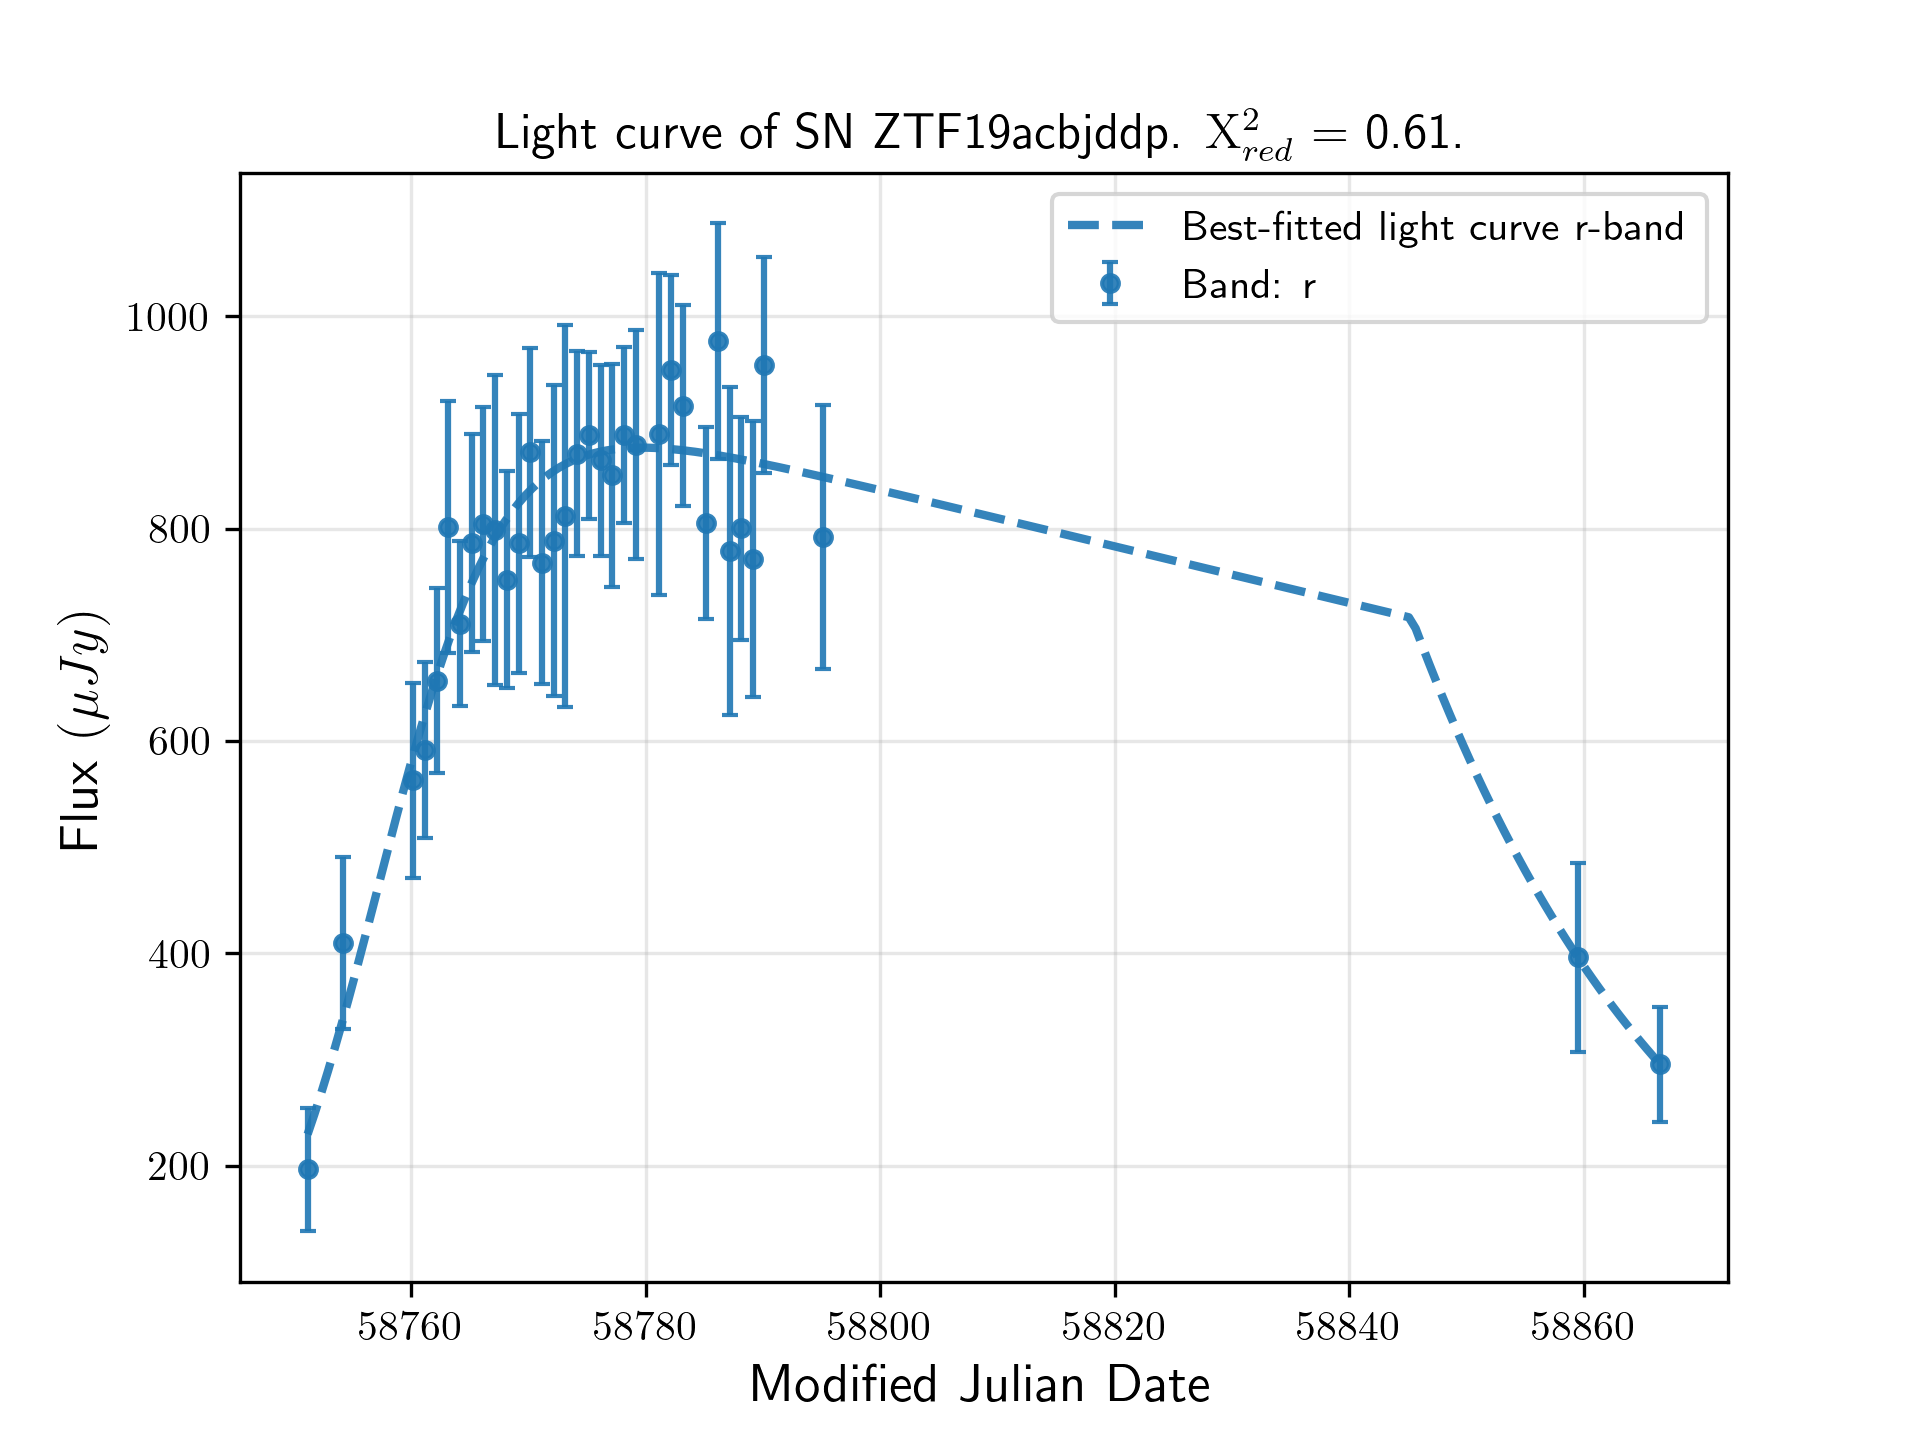 Light curve of SN ZTF19acbjddp. X²_red = 0.61.
Best-fitted light curve r-band
Band: r
Flux (μJy)
1000
800
600
400
200
58760 58780 58800 58820 58840 58860
Modified Julian Date